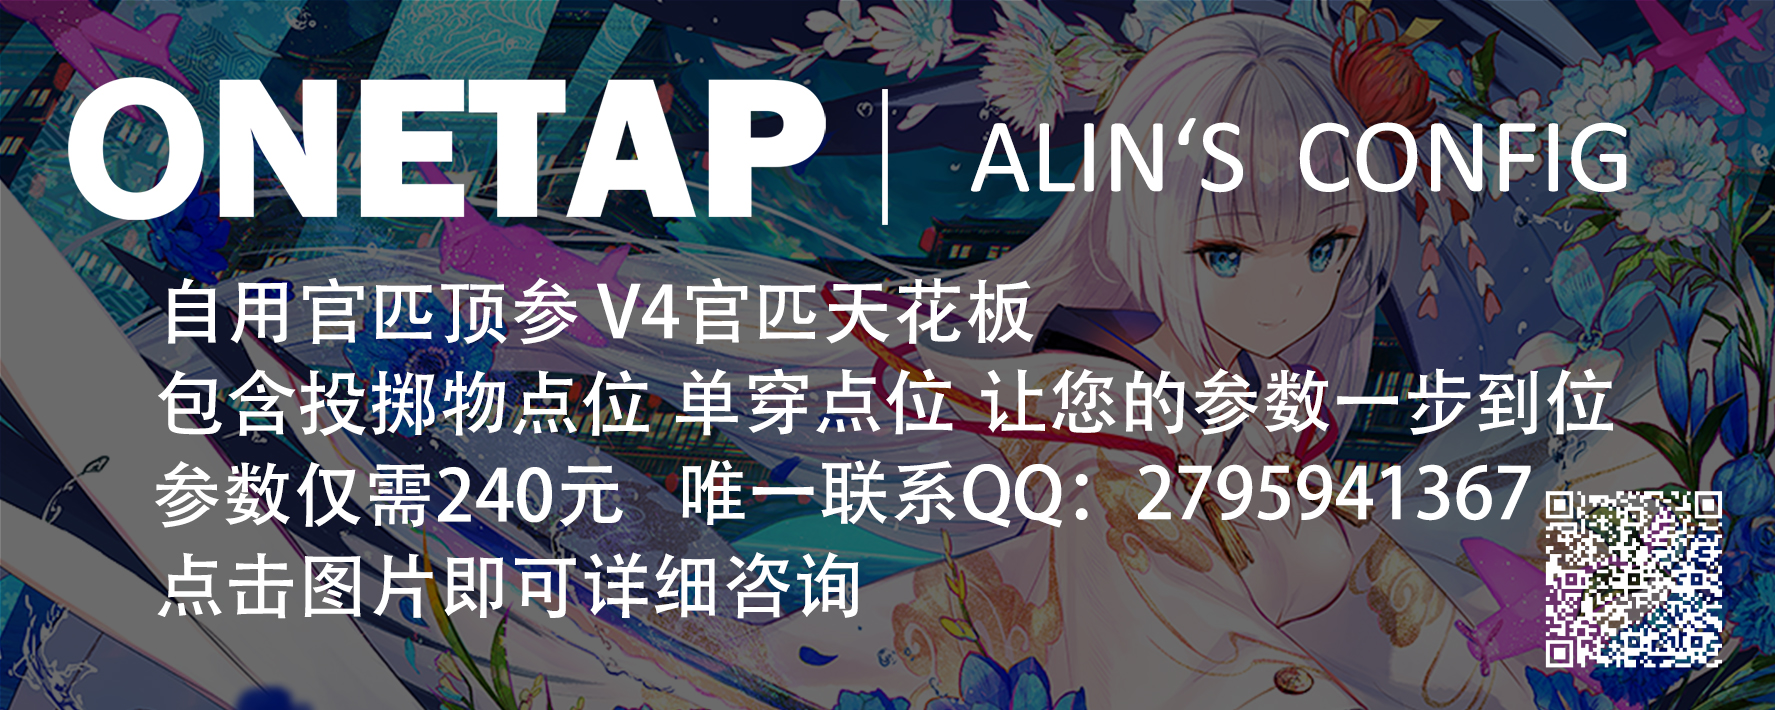 ONETAP | ALIN‘S CONFIG
自用官匹顶参 V4官匹天花板
包含投掷物点位 单穿点位 让您的参数一步到位
参数仅需240元 唯一联系QQ：2795941367
点击图片即可详细咨询